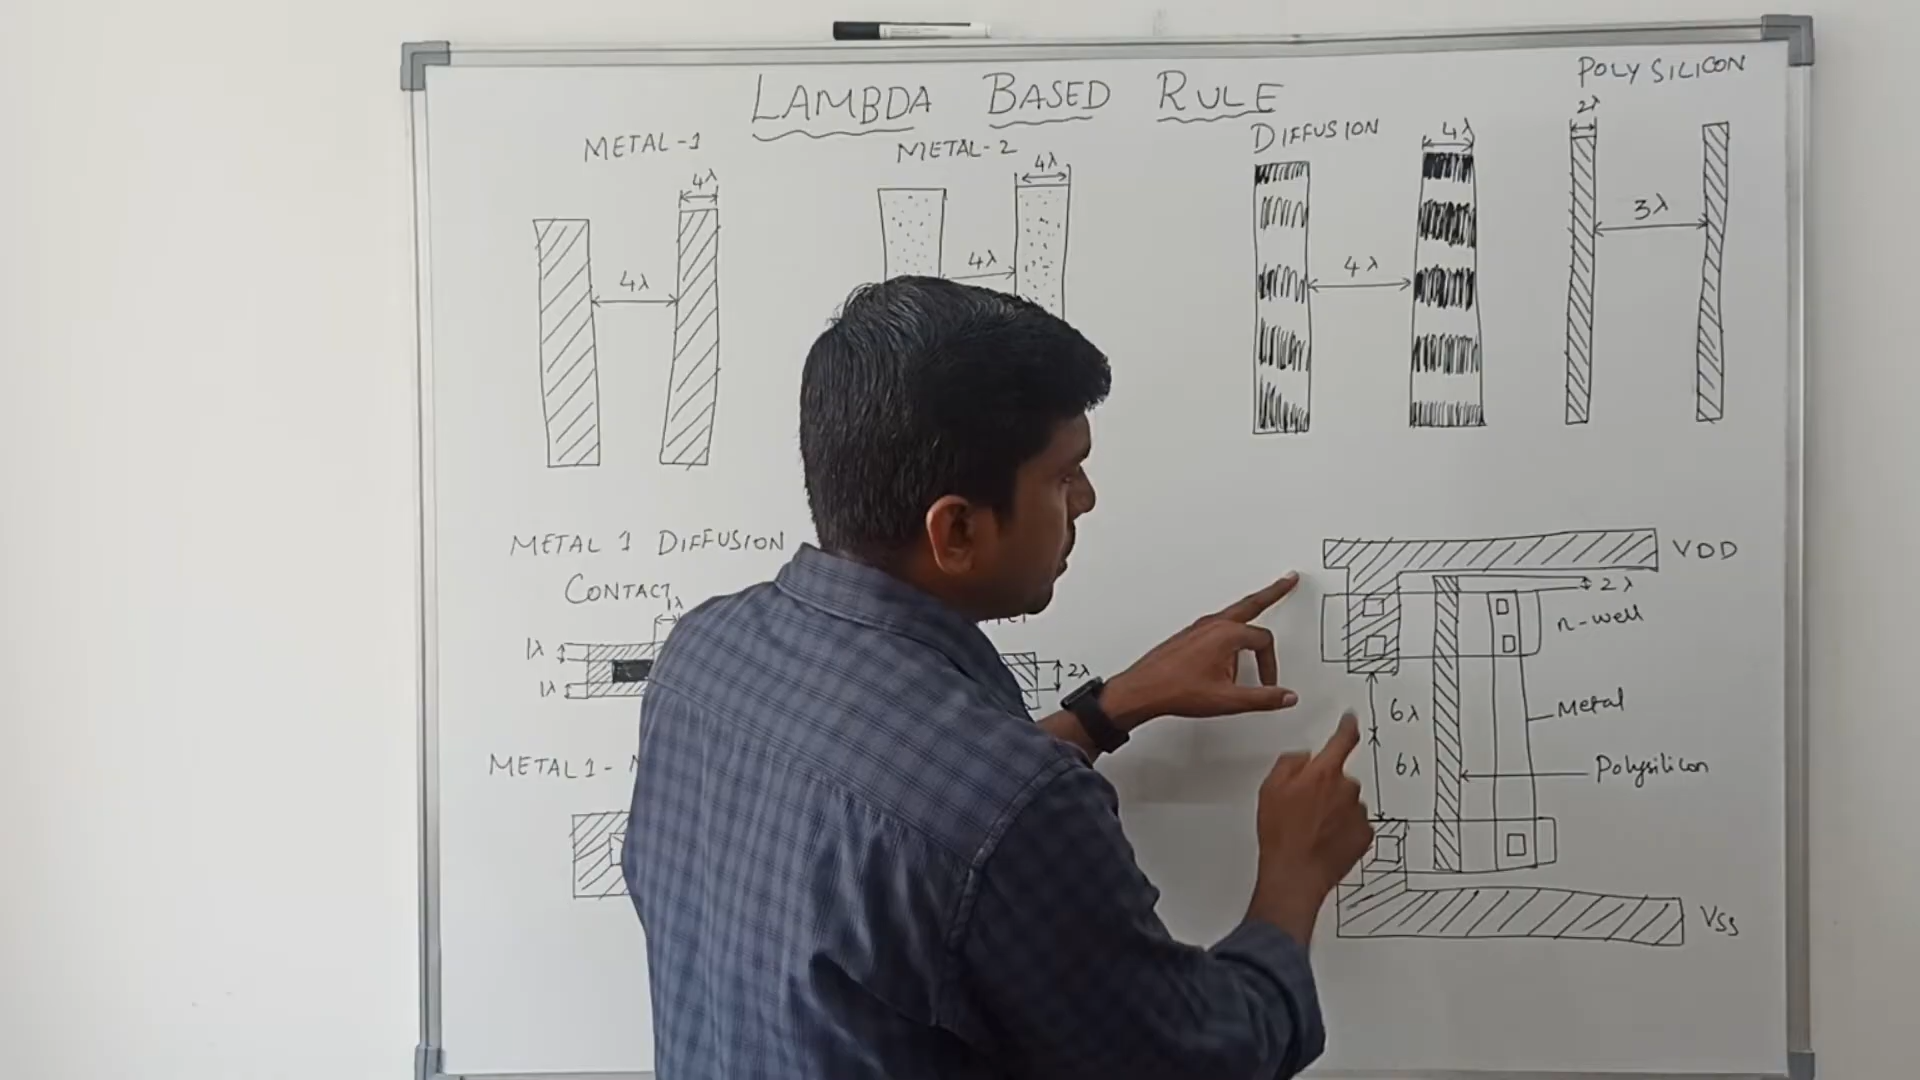 LAMBDA BASED RULE
POLY SILICON
METAL-1
METAL-2
DIFFUSION
2λ
4λ
4λ
4λ
3λ
4λ
4λ
4λ
METAL 1 DIFFUSION
CONTACT
1λ
1λ
1λ
2λ
METAL 1-
VDD
2λ
n-well
6λ
Metal
6λ
Polysilicon
VSS